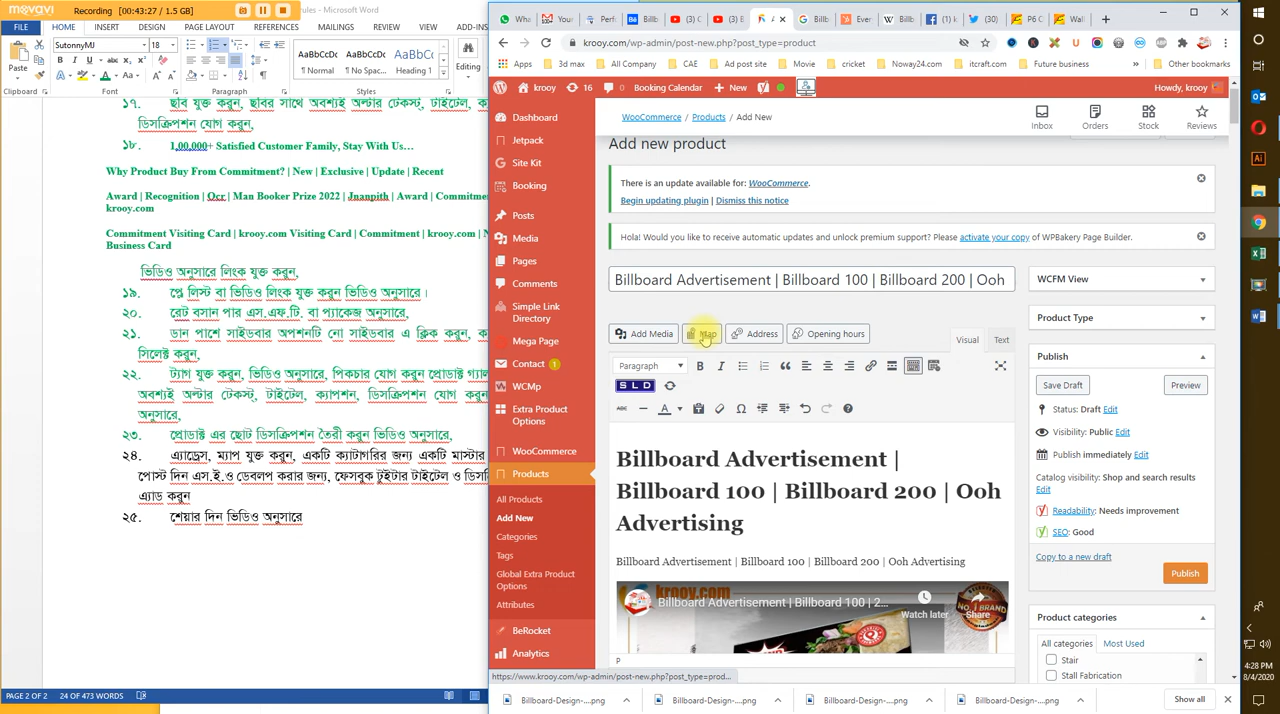 movavi
Recording 00:43:27 / 1.5 GB
rules - Microsoft Word
FILE HOME INSERT DESIGN PAGE LAYOUT REFERENCES MAILINGS REVIEW VIEW ADD-INS
SutonnyMJ 18
Paste
AaBbCcDc AaBbCcDc AaBbCc
¶ Normal ¶ No Spac... Heading 1
Editing
Clipboard Font Paragraph Styles
১৭. ছবি যুক্ত করুন, ছবির সাথে অবশ্যই অল্টার টেকস্ট, টাইটেল,
ডিসক্রিপশন যোগ করুন,
১৮. 1,00,000+ Satisfied Customer Family, Stay With Us…
Why Product Buy From Commitment? | New | Exclusive | Update | Recent
Award | Recognition | Ocr | Man Booker Prize 2022 | Jnanpith | Award | Commitme
krooy.com
Commitment Visiting Card | krooy.com Visiting Card | Commitment | krooy.com | N
Business Card
ভিডিও অনুসারে লিংক যুক্ত করুন,
১৯. প্লে লিস্ট বা ভিডিও লিংক যুক্ত করুন ভিডিও অনুসারে।
২০. রেট বসান পার এস.এফ.টি. বা প্যাকেজ অনুসারে,
২১. ডান পাশে সাইডবার অপশনটি নো সাইডবার এ ক্লিক করুন,
সিলেক্ট করুন,
২২. ট্যাগ যুক্ত করুন, ভিডিও অনুসারে, পিকচার যোগ করুন প্রোডাক্ট
অবশ্যই অল্টার টেকস্ট, টাইটেল, ক্যাপশন, ডিসক্রিপশন যোগ করুন
অনুসারে,
২৩. প্রোডাক্ট এর ছোট ডিসক্রিপশন তৈরী করুন ভিডিও অনুসারে,
২৪. এ্যাড্রেস, ম্যাপ যুক্ত করুন, একটি ক্যাটাগরির জন্য একটি মাস্টার
পোস্ট দিন এস.ই.ও ডেবলপ করার জন্য, ফেসবুক টুইটার টাইটেল ও
এ্যাড করুন
২৫. শেয়ার দিন ভিডিও অনুসারে
PAGE 2 OF 2 24 OF 473 WORDS
krooy.com/wp-admin/post-new.php?post_type=product
Apps 3d max All Company CAE Ad post site Movie cricket Noway24.com itcraft.com Future business » Other bookmarks
krooy 16 0 Booking Calendar + New Howdy, krooy
Dashboard
Jetpack
Site Kit
Booking
Posts
Media
Pages
Comments
Simple Link Directory
Mega Page
Contact 1
WCMp
Extra Product Options
WooCommerce
Products
All Products
Add New
Categories
Tags
Global Extra Product Options
Attributes
BeRocket
Analytics
WooCommerce > Products > Add New
Inbox Orders Stock Reviews
Add new product
There is an update available for: WooCommerce.
Begin updating plugin | Dismiss this notice
Hola! Would you like to receive automatic updates and unlock premium support? Please activate your copy of WPBakery Page Builder.
Billboard Advertisement | Billboard 100 | Billboard 200 | Ooh
Add Media Map Address Opening hours
Visual Text
Paragraph
SLD
Billboard Advertisement |
Billboard 100 | Billboard 200 | Ooh
Advertising
Billboard Advertisement | Billboard 100 | Billboard 200 | Ooh Advertising
krooy.com
Billboard Advertisement | Billboard 100 | 2...
Watch later Share
NO.1 BRAND
P
WCFM View
Product Type
Publish
Save Draft Preview
Status: Draft Edit
Visibility: Public Edit
Publish immediately Edit
Catalog visibility: Shop and search results
Edit
Readability: Needs improvement
SEO: Good
Copy to a new draft
Publish
Product categories
All categories Most Used
Stair
Stall Fabrication
https://www.krooy.com/wp-admin/post-new.php?post_type=prod...
Billboard-Design-....png Billboard-Design-....png Billboard-Design-....png Billboard-Design-....png Show all
4:28 PM
8/4/2020